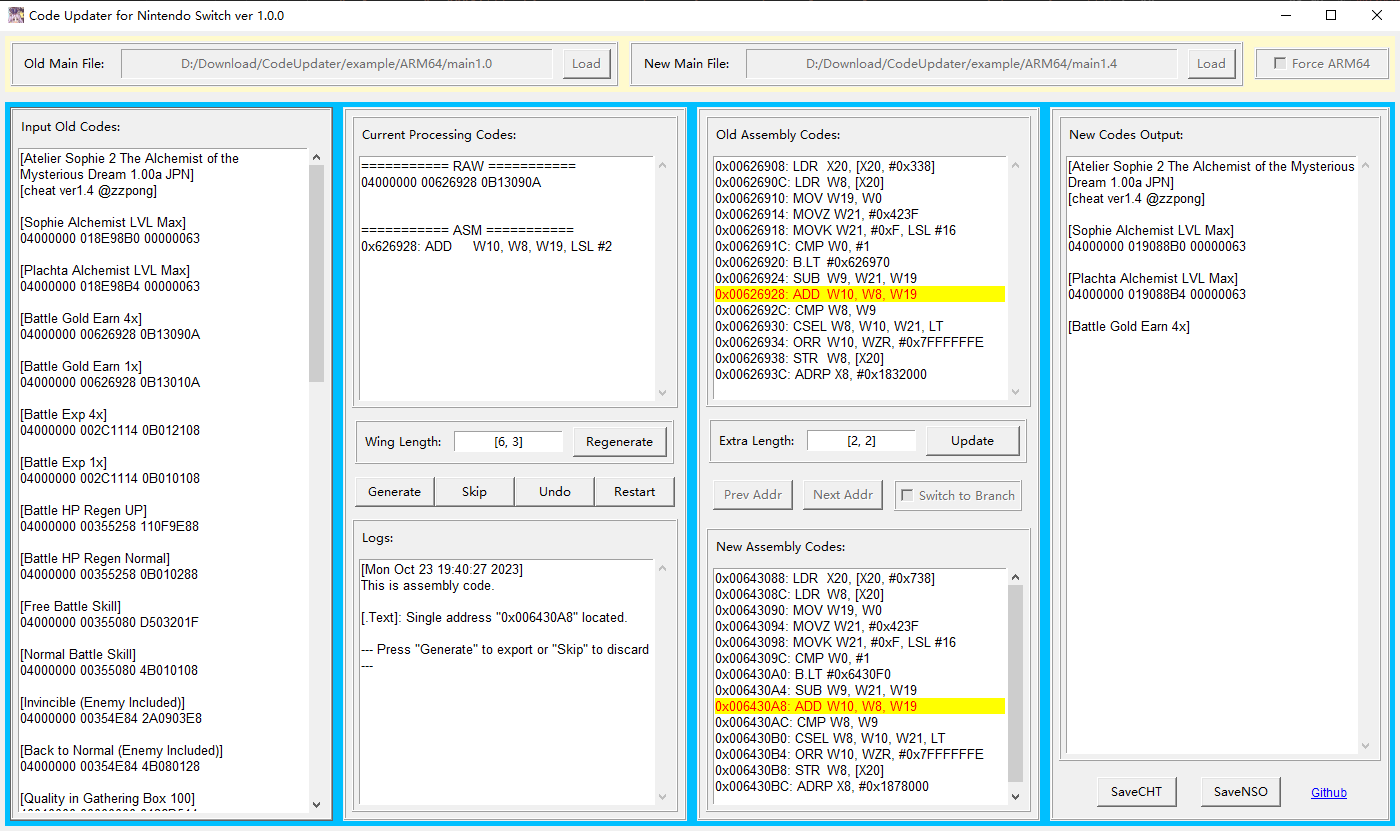 Code Updater for Nintendo Switch ver 1.0.0
Old Main File:
D:/Download/CodeUpdater/example/ARM64/main1.0
Load
New Main File:
D:/Download/CodeUpdater/example/ARM64/main1.4
Load
Force ARM64
Input Old Codes:
[Atelier Sophie 2 The Alchemist of the
Mysterious Dream 1.00a JPN]
[cheat ver1.4 @zzpong]
[Sophie Alchemist LVL Max]
04000000 018E98B0 00000063
[Plachta Alchemist LVL Max]
04000000 018E98B4 00000063
[Battle Gold Earn 4x]
04000000 00626928 0B13090A
[Battle Gold Earn 1x]
04000000 00626928 0B13010A
[Battle Exp 4x]
04000000 002C1114 0B012108
[Battle Exp 1x]
04000000 002C1114 0B010108
[Battle HP Regen UP]
04000000 00355258 110F9E88
[Battle HP Regen Normal]
04000000 00355258 0B010288
[Free Battle Skill]
04000000 00355080 D503201F
[Normal Battle Skill]
04000000 00355080 4B010108
[Invincible (Enemy Included)]
04000000 00354E84 2A0903E8
[Back to Normal (Enemy Included)]
04000000 00354E84 4B080128
[Quality in Gathering Box 100]
Current Processing Codes:
=========== RAW ===========
04000000 00626928 0B13090A
=========== ASM ===========
0x626928: ADD W10, W8, W19, LSL #2
Wing Length:
[6, 3]
Regenerate
Generate
Skip
Undo
Restart
Logs:
[Mon Oct 23 19:40:27 2023]
This is assembly code.
[.Text]: Single address "0x006430A8" located.
--- Press "Generate" to export or "Skip" to discard
---
Old Assembly Codes:
0x00626908: LDR X20, [X20, #0x338]
0x0062690C: LDR W8, [X20]
0x00626910: MOV W19, W0
0x00626914: MOVZ W21, #0x423F
0x00626918: MOVK W21, #0xF, LSL #16
0x0062691C: CMP W0, #1
0x00626920: B.LT #0x626970
0x00626924: SUB W9, W21, W19
0x00626928: ADD W10, W8, W19
0x0062692C: CMP W8, W9
0x00626930: CSEL W8, W10, W21, LT
0x00626934: ORR W10, WZR, #0x7FFFFFFE
0x00626938: STR W8, [X20]
0x0062693C: ADRP X8, #0x1832000
Extra Length:
[2, 2]
Update
Prev Addr
Next Addr
Switch to Branch
New Assembly Codes:
0x00643088: LDR X20, [X20, #0x738]
0x0064308C: LDR W8, [X20]
0x00643090: MOV W19, W0
0x00643094: MOVZ W21, #0x423F
0x00643098: MOVK W21, #0xF, LSL #16
0x0064309C: CMP W0, #1
0x006430A0: B.LT #0x6430F0
0x006430A4: SUB W9, W21, W19
0x006430A8: ADD W10, W8, W19
0x006430AC: CMP W8, W9
0x006430B0: CSEL W8, W10, W21, LT
0x006430B4: ORR W10, WZR, #0x7FFFFFFE
0x006430B8: STR W8, [X20]
0x006430BC: ADRP X8, #0x1878000
New Codes Output:
[Atelier Sophie 2 The Alchemist of the Mysterious
Dream 1.00a JPN]
[cheat ver1.4 @zzpong]
[Sophie Alchemist LVL Max]
04000000 019088B0 00000063
[Plachta Alchemist LVL Max]
04000000 019088B4 00000063
[Battle Gold Earn 4x]
SaveCHT
SaveNSO
Github